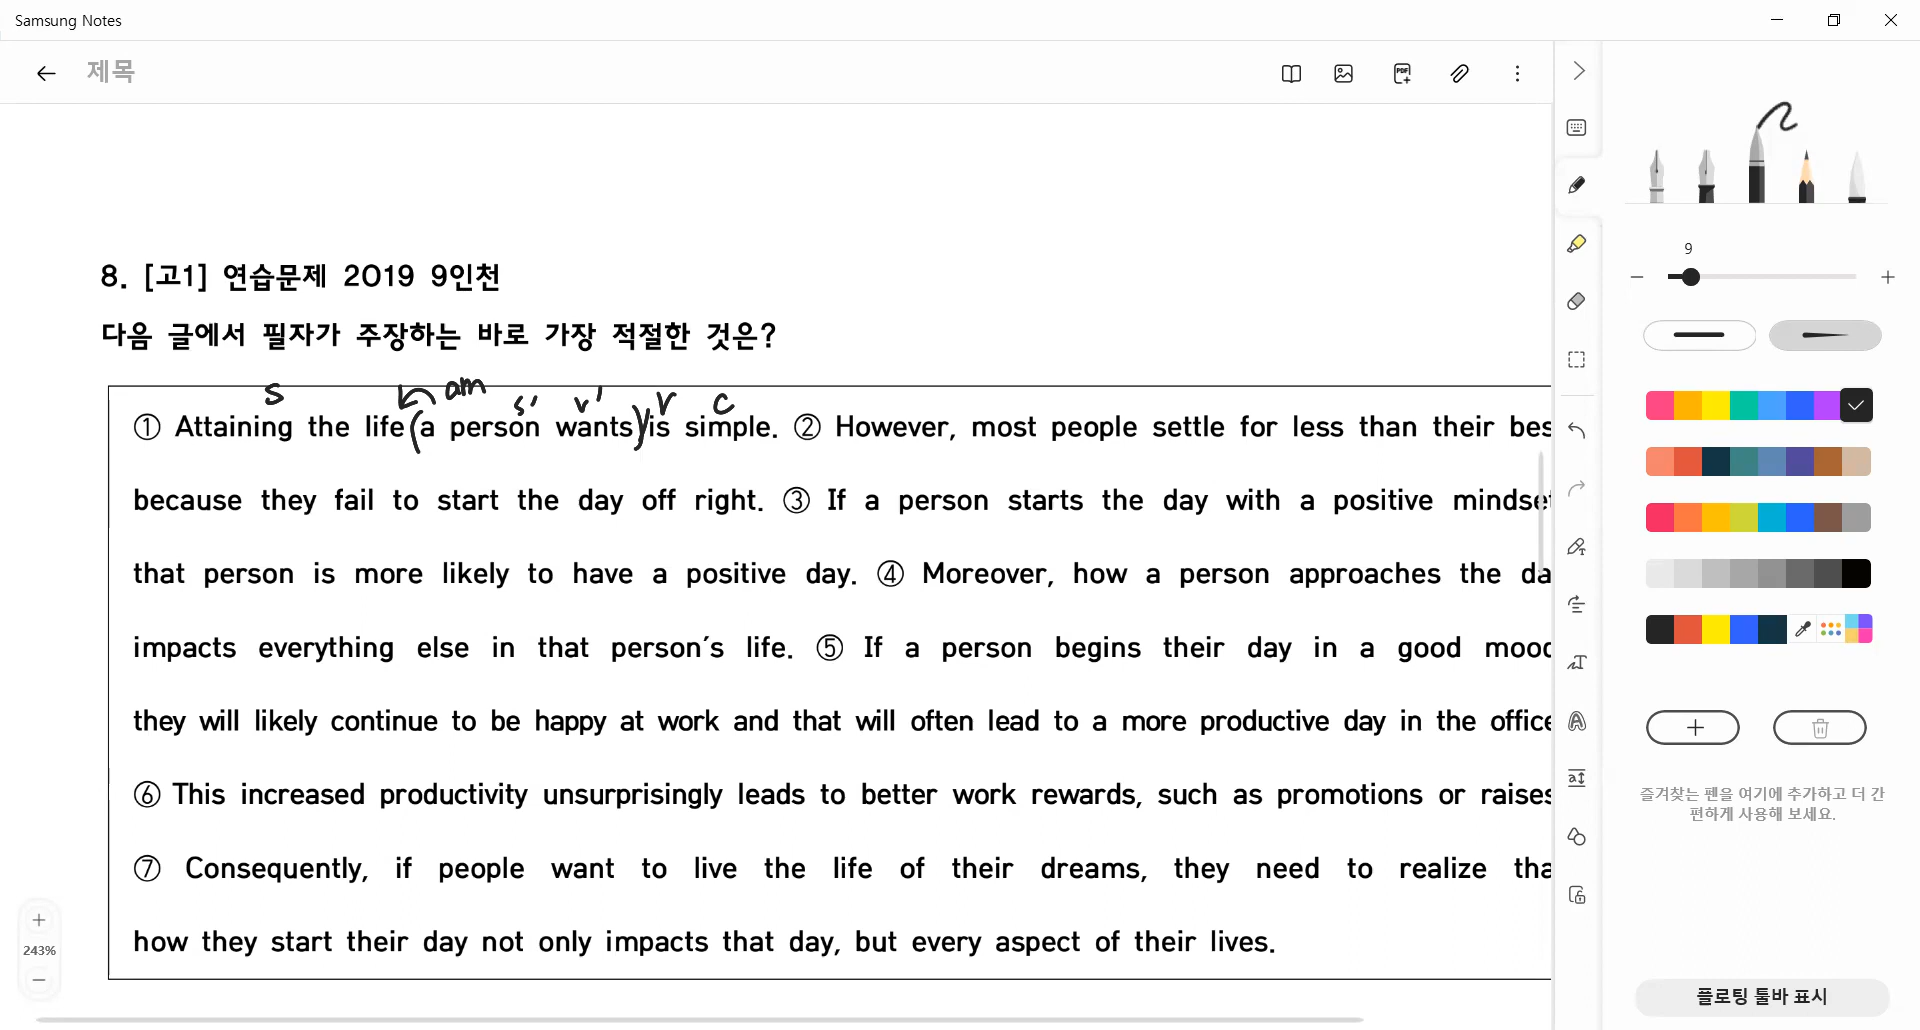 Samsung Notes
제목
8. [고1] 연습문제 2019 9인천
다음 글에서 필자가 주장하는 바로 가장 적절한 것은?
s am s' v' v c
① Attaining the life (a person wants) is simple. ② However, most people settle for less than their bes
because they fail to start the day off right. ③ If a person starts the day with a positive mindset
that person is more likely to have a positive day. ④ Moreover, how a person approaches the da
impacts everything else in that person's life. ⑤ If a person begins their day in a good mood
they will likely continue to be happy at work and that will often lead to a more productive day in the office
⑥ This increased productivity unsurprisingly leads to better work rewards, such as promotions or raises
⑦ Consequently, if people want to live the life of their dreams, they need to realize tha
how they start their day not only impacts that day, but every aspect of their lives.
243%
PDF
9
즐겨찾는 펜을 여기에 추가하고 더 간
편하게 사용해 보세요.
플로팅 툴바 표시